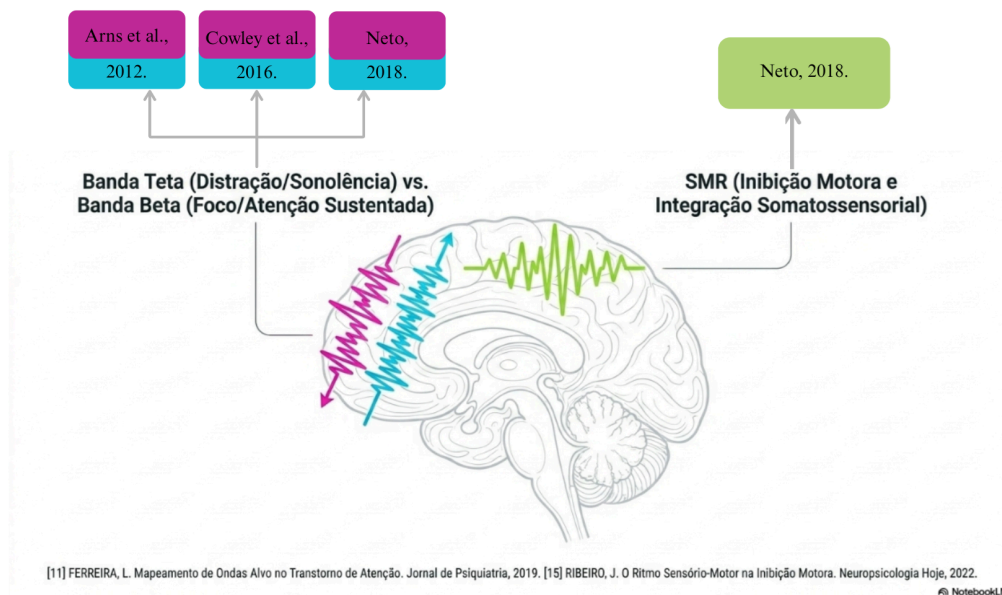 Arns et al.,
2012.
Cowley et al.,
2016.
Neto,
2018.
Neto, 2018.
Banda Teta (Distração/Sonolência) vs.
Banda Beta (Foco/Atenção Sustentada)
SMR (Inibição Motora e
Integração Somatossensorial)
[11] FERREIRA, L. Mapeamento de Ondas Alvo no Transtorno de Atenção. Jornal de Psiquiatria, 2019. [15] RIBEIRO, J. O Ritmo Sensório-Motor na Inibição Motora. Neuropsicologia Hoje, 2022.